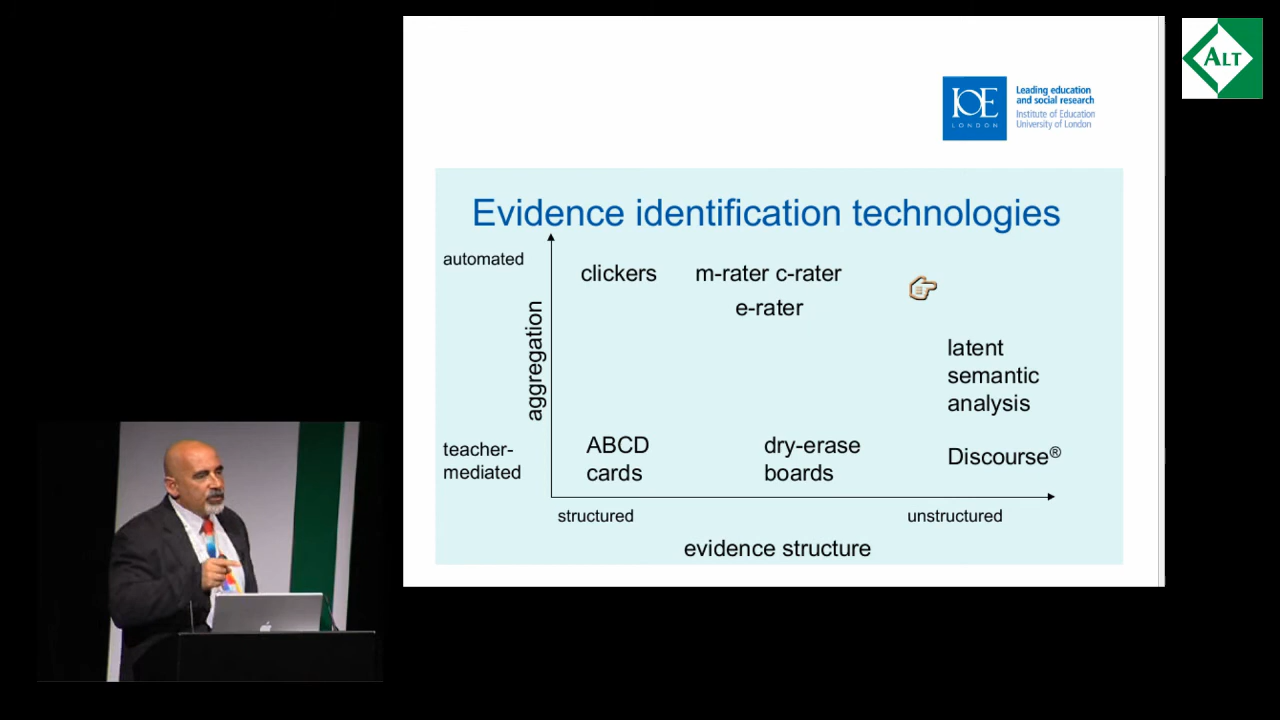 ALT
IOE
LONDON
Leading education
and social research
Institute of Education
University of London
Evidence identification technologies
automated
clickers
m-rater c-rater
e-rater
aggregation
latent
semantic
analysis
teacher-
mediated
ABCD
cards
dry-erase
boards
Discourse®
structured
unstructured
evidence structure